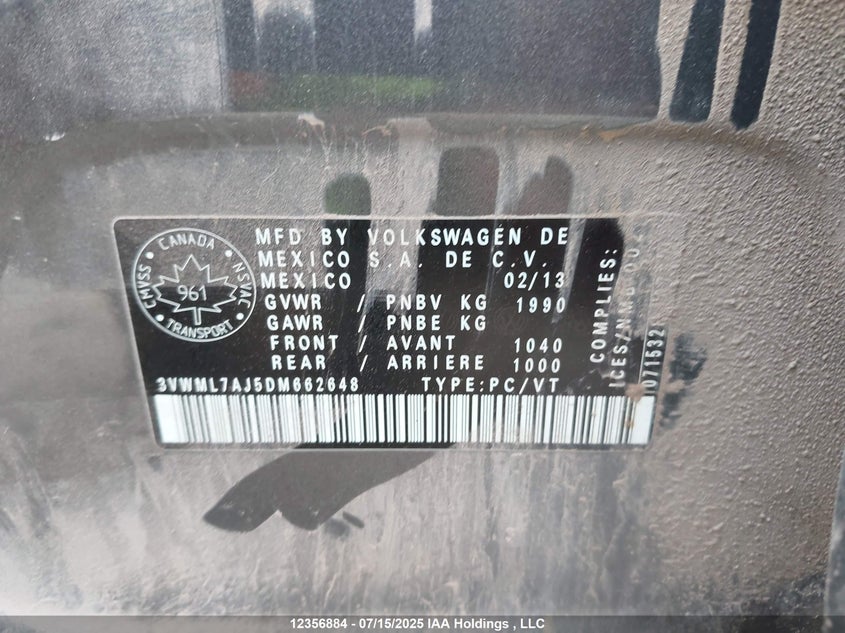 CANADA
CMVSS
NSVAC
961
TRANSPORT
MFD BY VOLKSWAGEN DE
MEXICO S.A. DE C.V.
MEXICO 02/13
GVWR / PNBV KG 1990
GAWR / PNBE KG
FRONT / AVANT 1040
REAR / ARRIERE 1000
3VWML7AJ5DM662648 TYPE:PC/VT
COMPLIES:
071532
12356884 - 07/15/2025 IAA Holdings , LLC